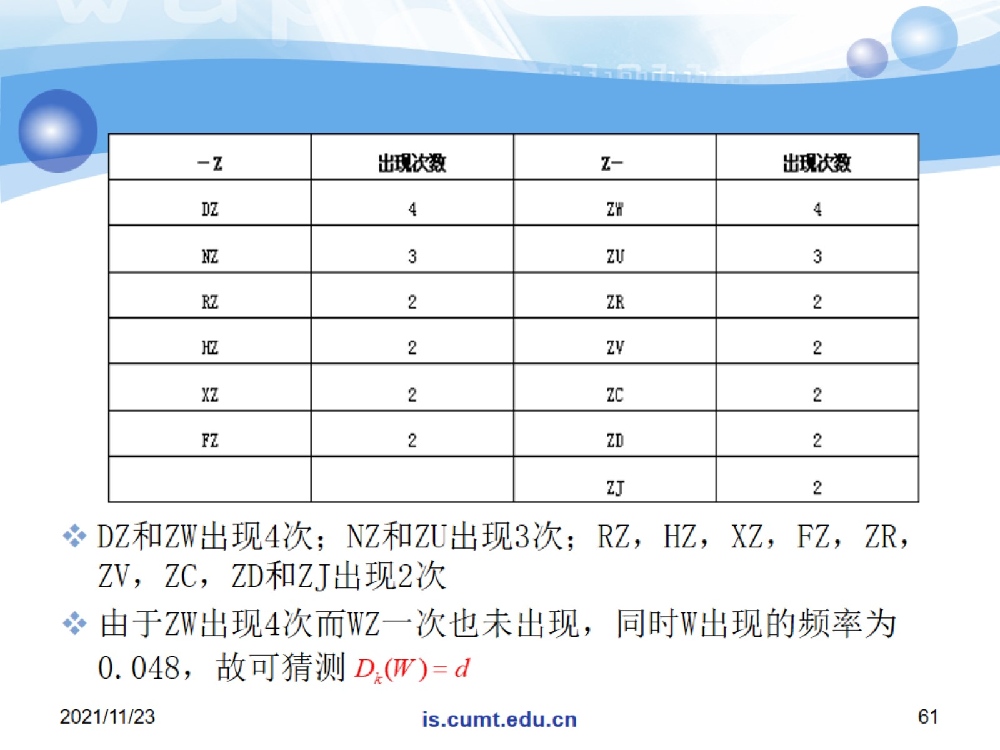 －Z 出现次数 Z－ 出现次数
DZ 4 ZW 4
NZ 3 ZU 3
RZ 2 ZR 2
HZ 2 ZV 2
XZ 2 ZC 2
FZ 2 ZD 2
ZJ 2
DZ和ZW出现4次；NZ和ZU出现3次；RZ，HZ，XZ，FZ，ZR，
ZV，ZC，ZD和ZJ出现2次
由于ZW出现4次而WZ一次也未出现，同时W出现的频率为
0.048，故可猜测 Dₖ(W) = d
2021/11/23 is.cumt.edu.cn 61